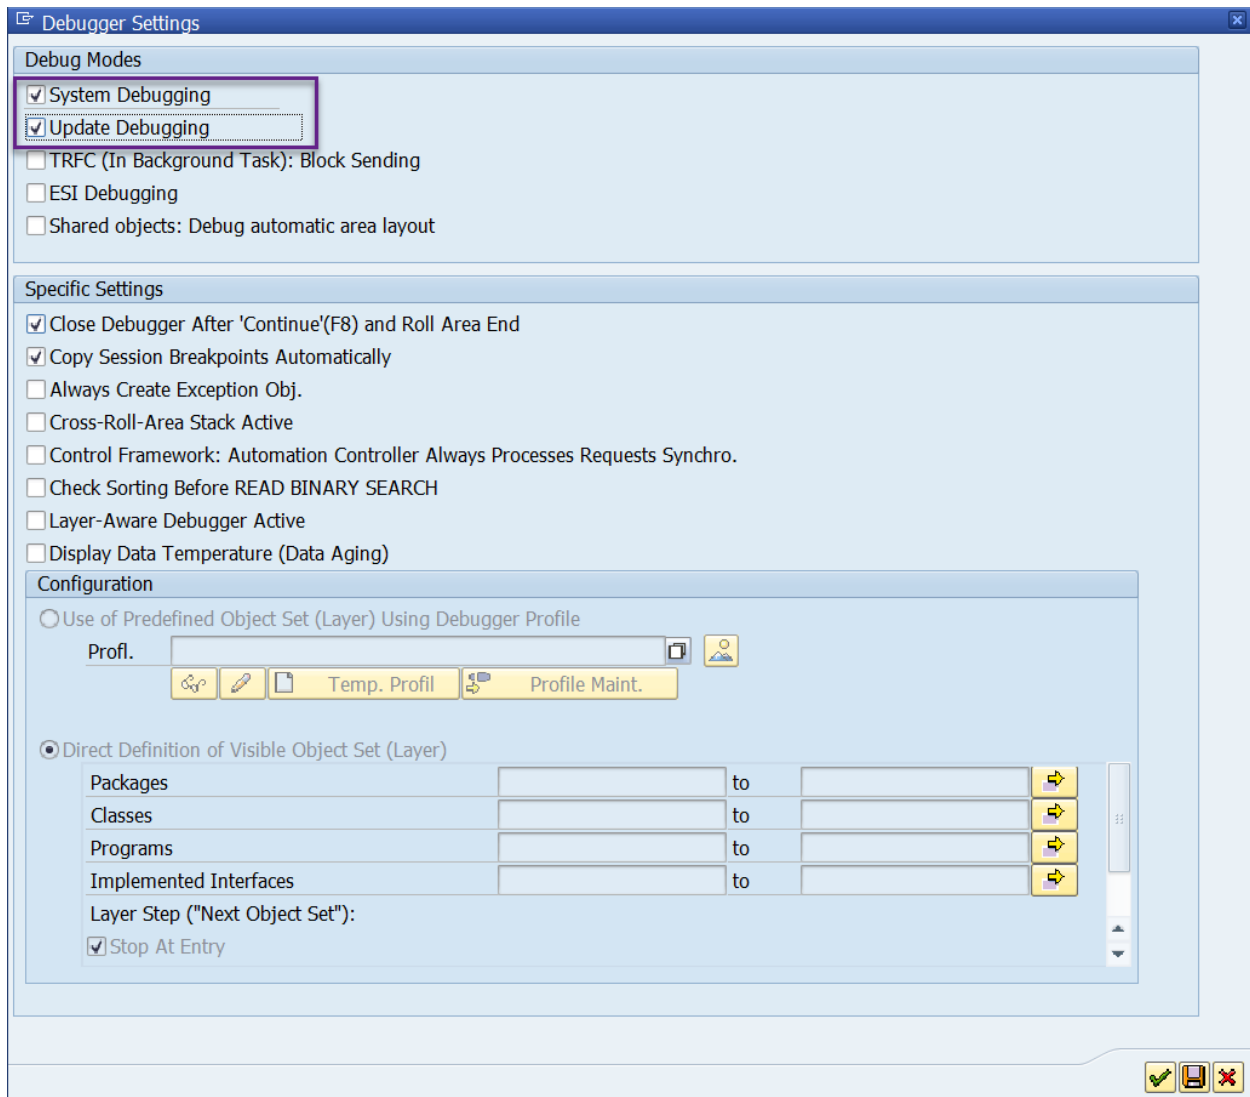 Debugger Settings
Debug Modes
System Debugging
Update Debugging
TRFC (In Background Task): Block Sending
ESI Debugging
Shared objects: Debug automatic area layout
Specific Settings
Close Debugger After 'Continue'(F8) and Roll Area End
Copy Session Breakpoints Automatically
Always Create Exception Obj.
Cross-Roll-Area Stack Active
Control Framework: Automation Controller Always Processes Requests Synchro.
Check Sorting Before READ BINARY SEARCH
Layer-Aware Debugger Active
Display Data Temperature (Data Aging)
Configuration
Use of Predefined Object Set (Layer) Using Debugger Profile
Profl.
Temp. Profil Profile Maint.
Direct Definition of Visible Object Set (Layer)
Packages to
Classes to
Programs to
Implemented Interfaces to
Layer Step ("Next Object Set"):
Stop At Entry